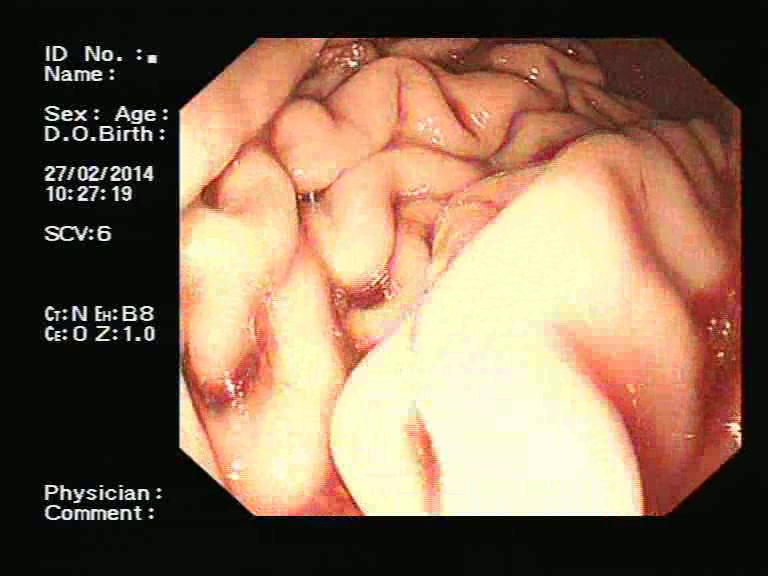 ID No. :
Name:
Sex: Age:
D.O.Birth:
27/02/2014
10:27:19
SCV:6
CT:N EH:B8
CE:0 Z:1.0
Physician:
Comment: